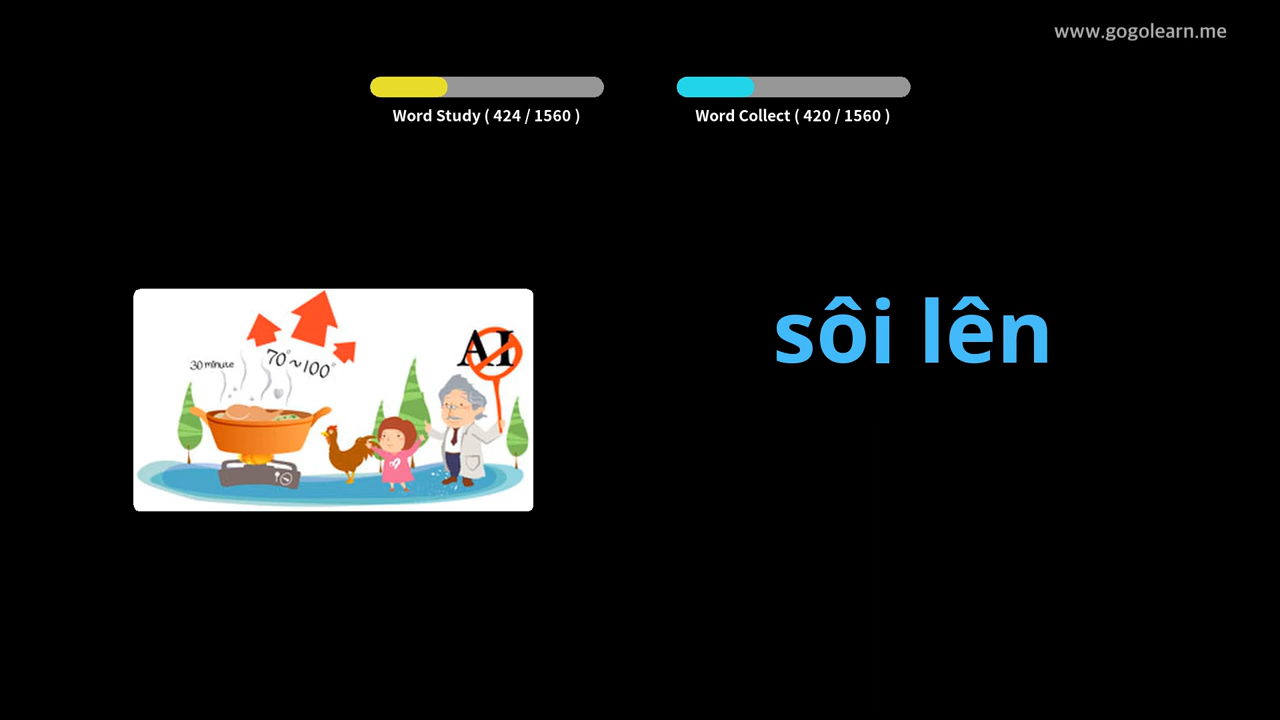 www.gogolearn.me
Word Study ( 424 / 1560 )
Word Collect ( 420 / 1560 )
sôi lên
30 minute
70°~100°
AI